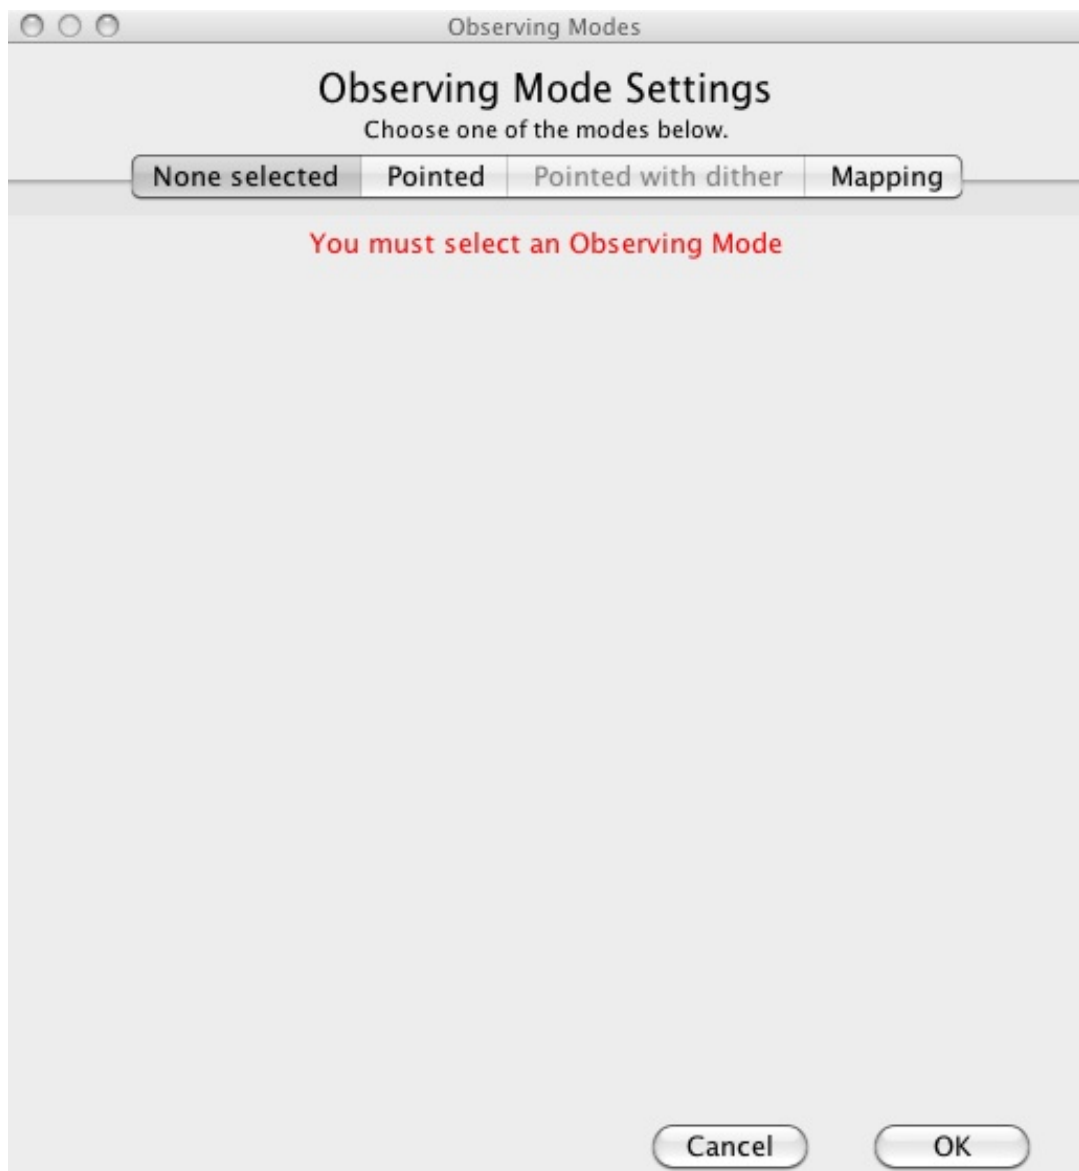 Observing Modes
Observing Mode Settings
Choose one of the modes below.
None selected Pointed Pointed with dither Mapping
You must select an Observing Mode
Cancel OK